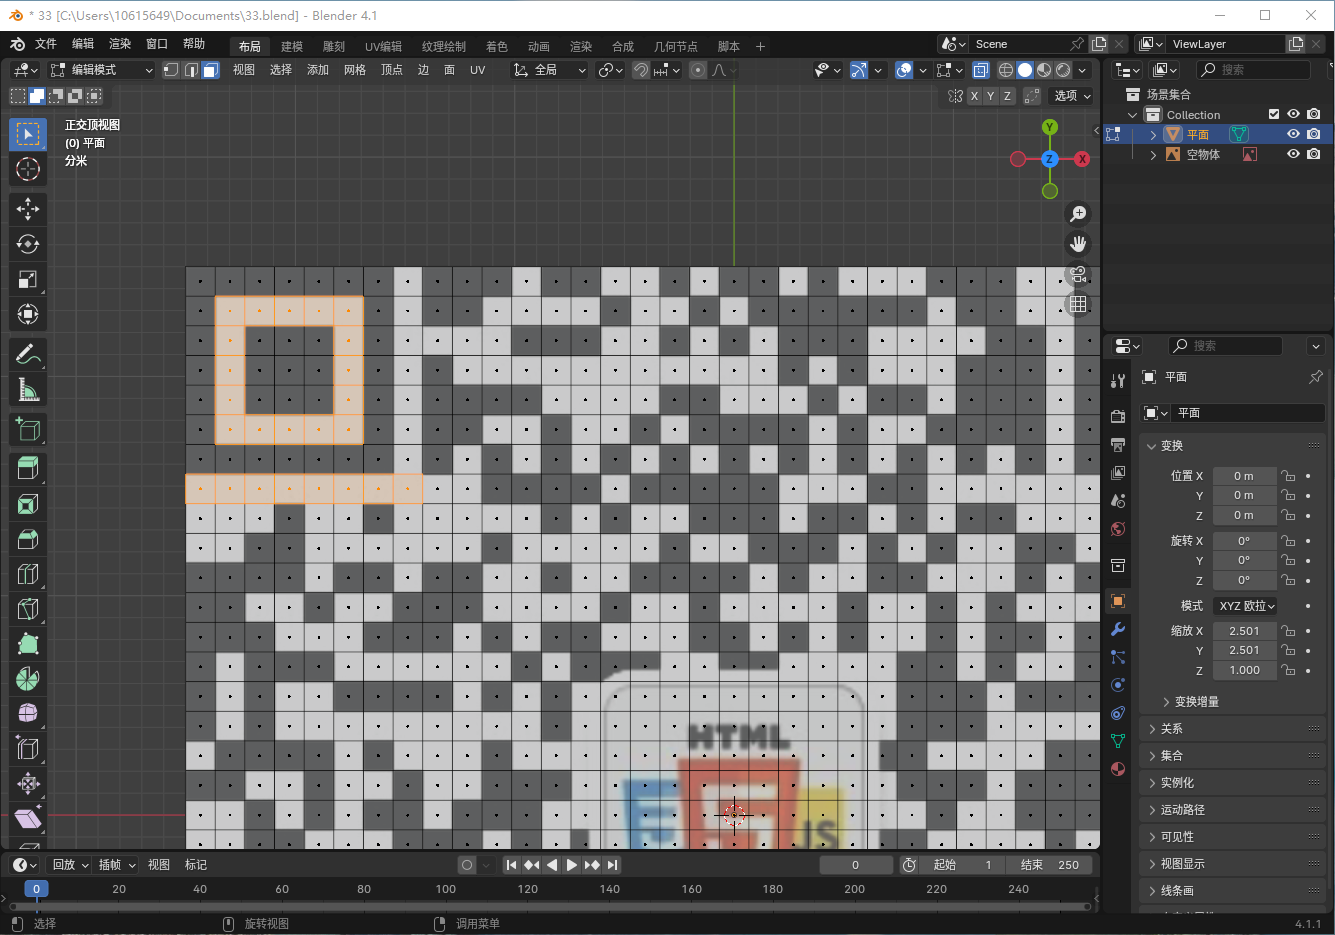 * 33 [C:\Users\10615649\Documents\33.blend] - Blender 4.1
文件 编辑 渲染 窗口 帮助 布局 建模 雕刻 UV编辑 纹理绘制 着色 动画 渲染 合成 几何节点 脚本 + Scene ViewLayer
编辑模式 视图 选择 添加 网格 顶点 边 面 UV 全局 搜索
X Y Z 选项
场景集合
Collection
平面
空物体
正交顶视图
(0) 平面
分米
Y
Z X
搜索
平面
平面
变换
位置 X 0 m
Y 0 m
Z 0 m
旋转 X 0°
Y 0°
Z 0°
模式 XYZ 欧拉
缩放 X 2.501
Y 2.501
Z 1.000
变换增量
关系
集合
实例化
运动路径
可见性
视图显示
线条画
HTML
JS
回放 插帧 视图 标记 0 起始 1 结束 250
0 20 40 60 80 100 120 140 160 180 200 220 240
选择 旋转视图 调用菜单 4.1.1